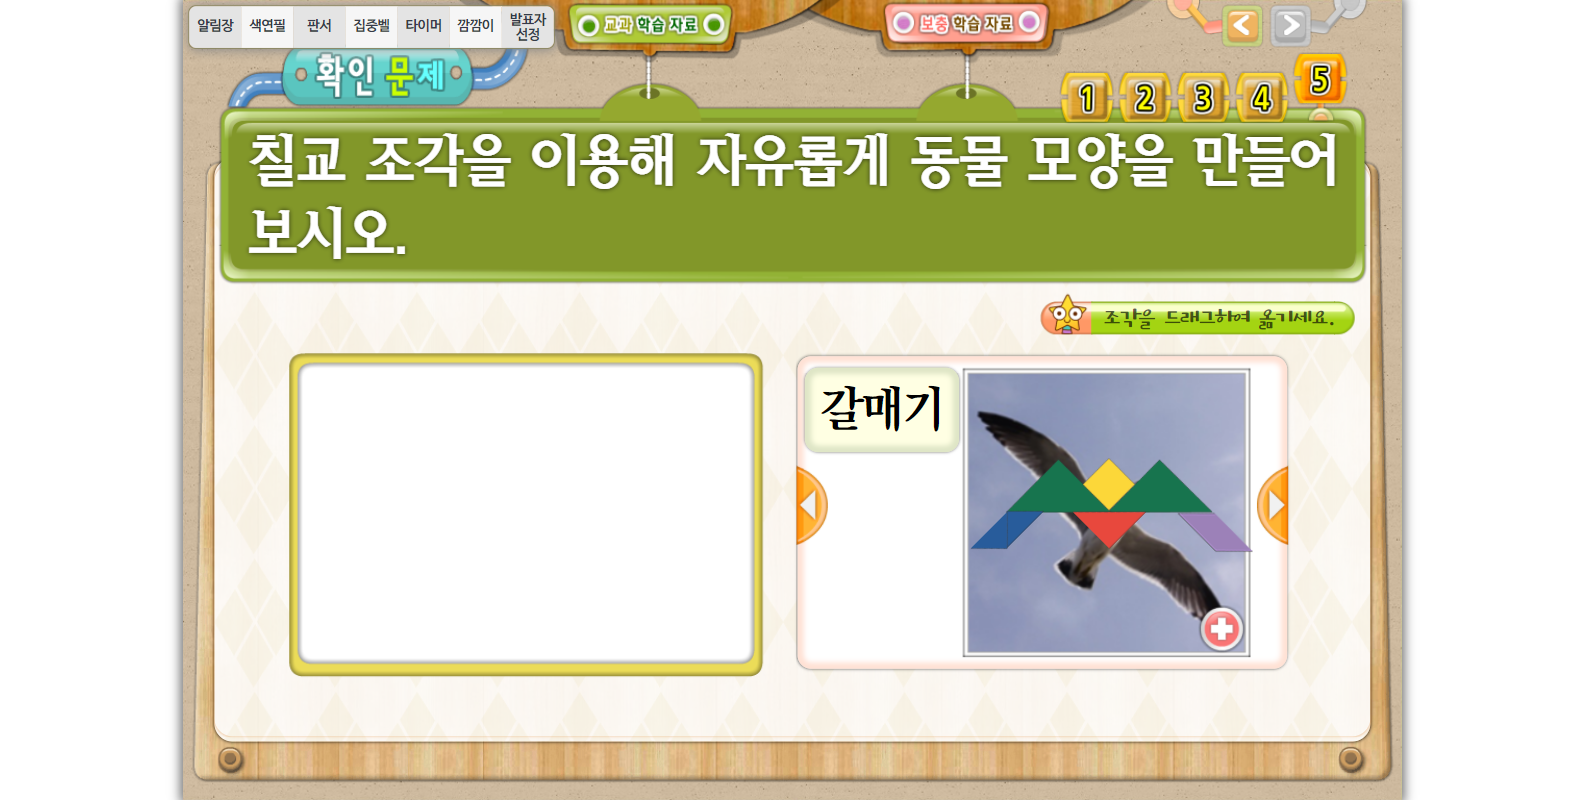 알림장 색연필 판서 집중벨 타이머 깜깜이 발표자
선정
교과 학습 자료
보충 학습 자료
확인 문제
1 2 3 4 5
칠교 조각을 이용해 자유롭게 동물 모양을 만들어
보시오.
조각을 드래그하여 옮기세요.
갈매기